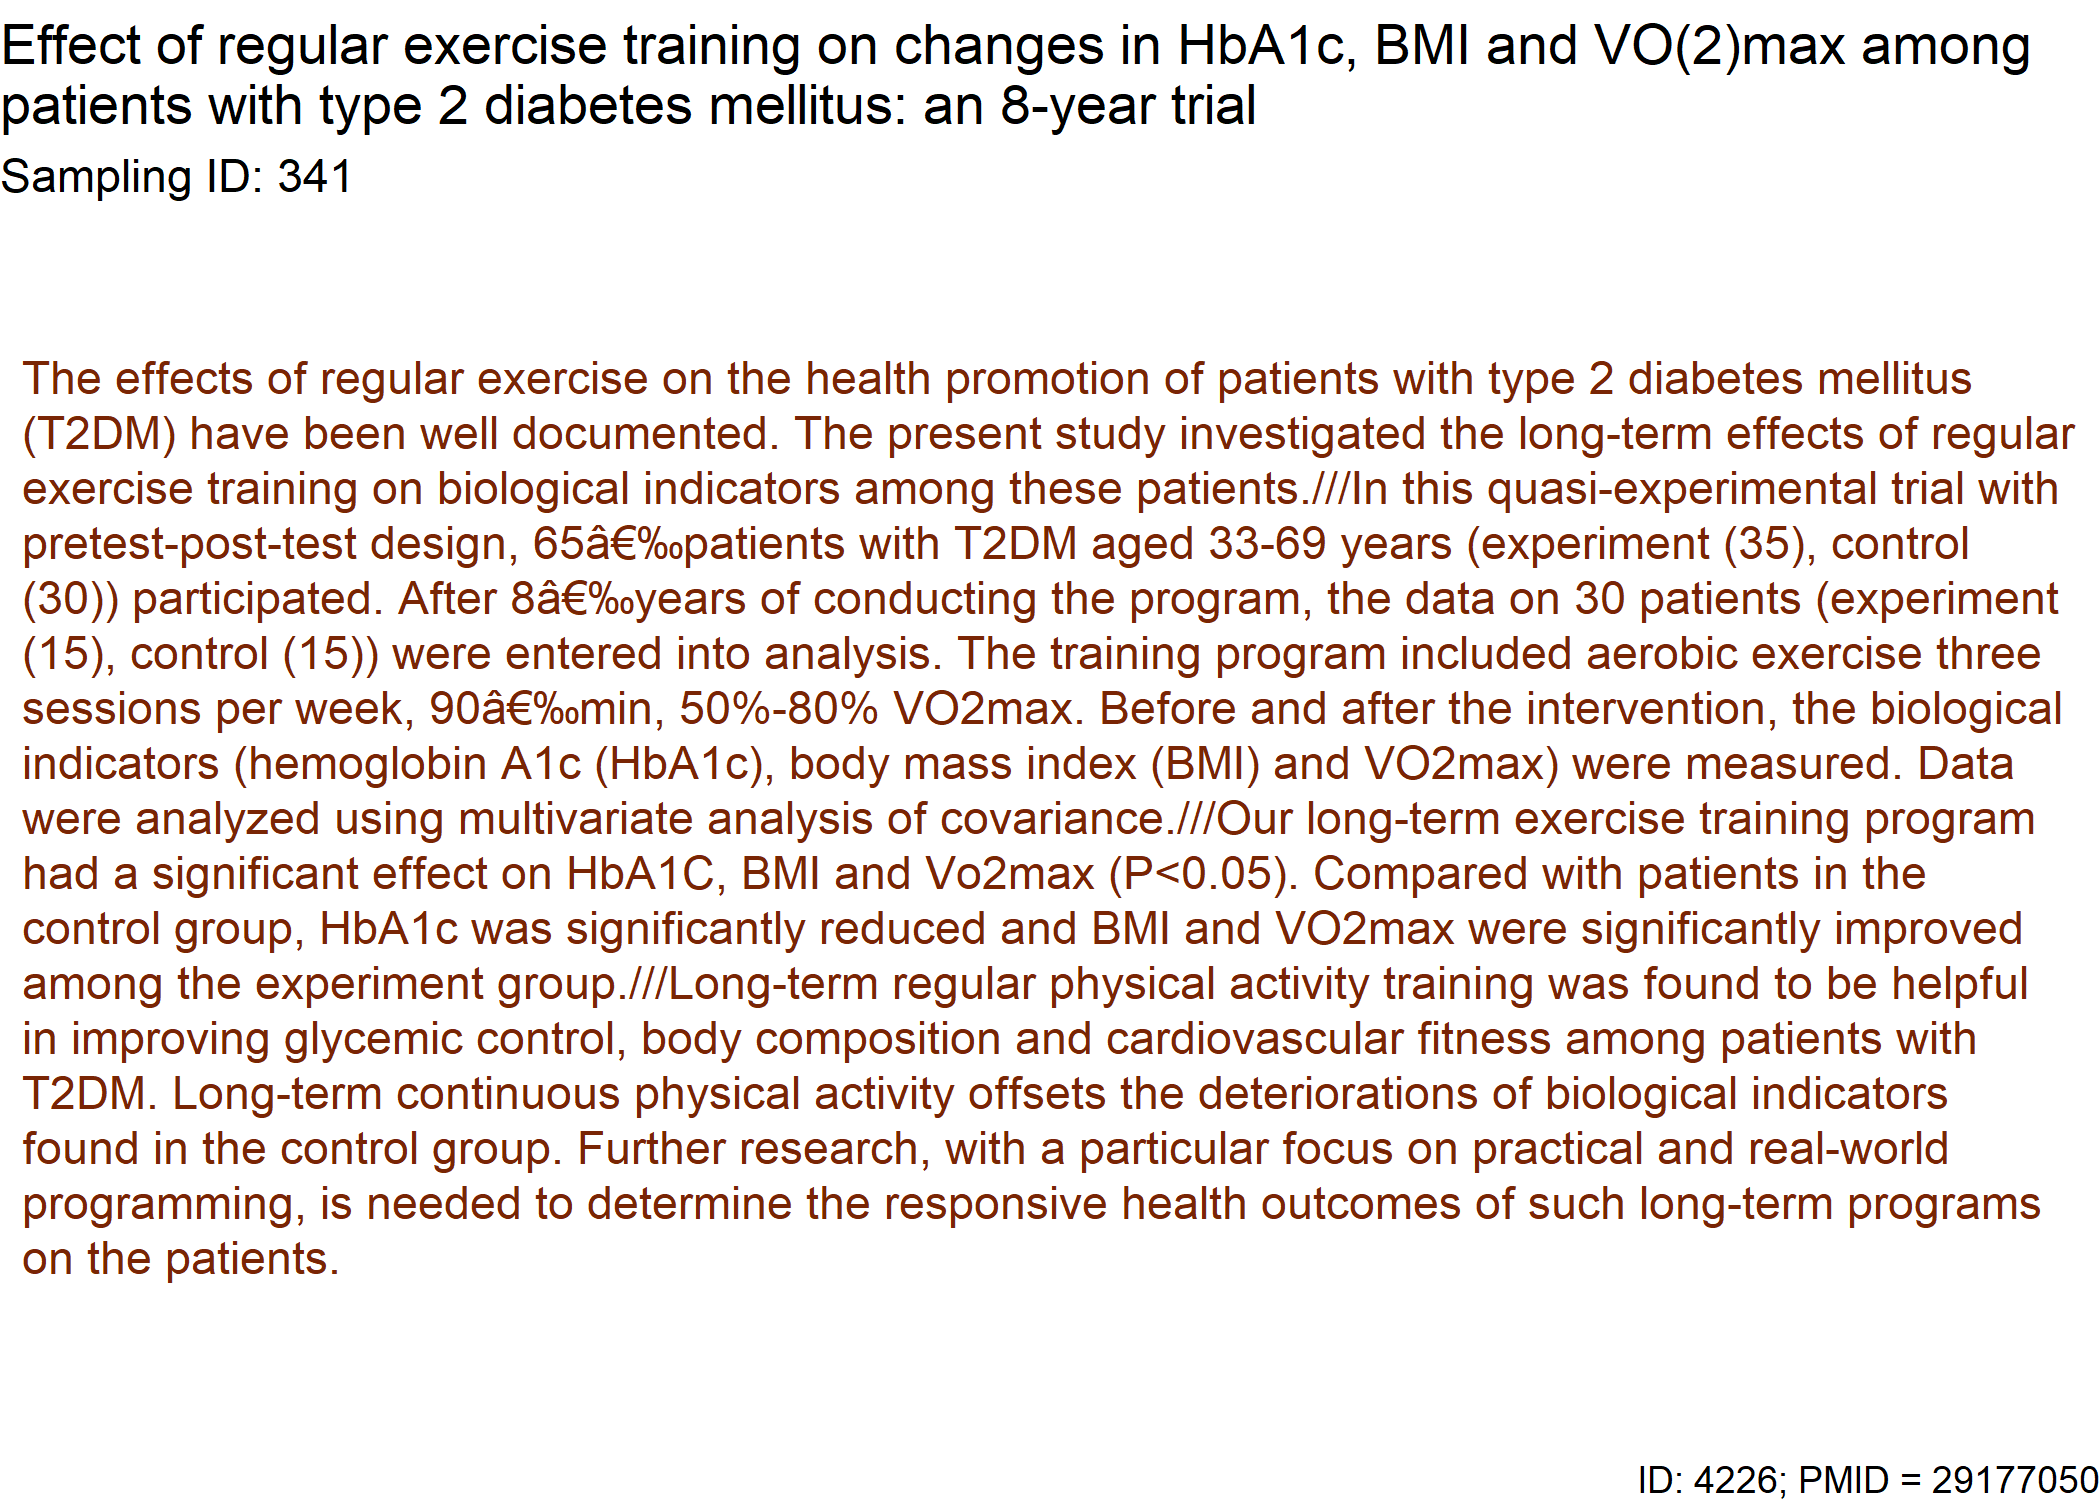 Effect of regular exercise training on changes in HbA1c, BMI and VO(2)max among
patients with type 2 diabetes mellitus: an 8-year trial
Sampling ID: 341
The effects of regular exercise on the health promotion of patients with type 2 diabetes mellitus
(T2DM) have been well documented. The present study investigated the long-term effects of regular
exercise training on biological indicators among these patients.///In this quasi-experimental trial with
pretest-post-test design, 65â€‰patients with T2DM aged 33-69 years (experiment (35), control
(30)) participated. After 8â€‰years of conducting the program, the data on 30 patients (experiment
(15), control (15)) were entered into analysis. The training program included aerobic exercise three
sessions per week, 90â€‰min, 50%-80% VO2max. Before and after the intervention, the biological
indicators (hemoglobin A1c (HbA1c), body mass index (BMI) and VO2max) were measured. Data
were analyzed using multivariate analysis of covariance.///Our long-term exercise training program
had a significant effect on HbA1C, BMI and Vo2max (P<0.05). Compared with patients in the
control group, HbA1c was significantly reduced and BMI and VO2max were significantly improved
among the experiment group.///Long-term regular physical activity training was found to be helpful
in improving glycemic control, body composition and cardiovascular fitness among patients with
T2DM. Long-term continuous physical activity offsets the deteriorations of biological indicators
found in the control group. Further research, with a particular focus on practical and real-world
programming, is needed to determine the responsive health outcomes of such long-term programs
on the patients.
ID: 4226; PMID = 29177050